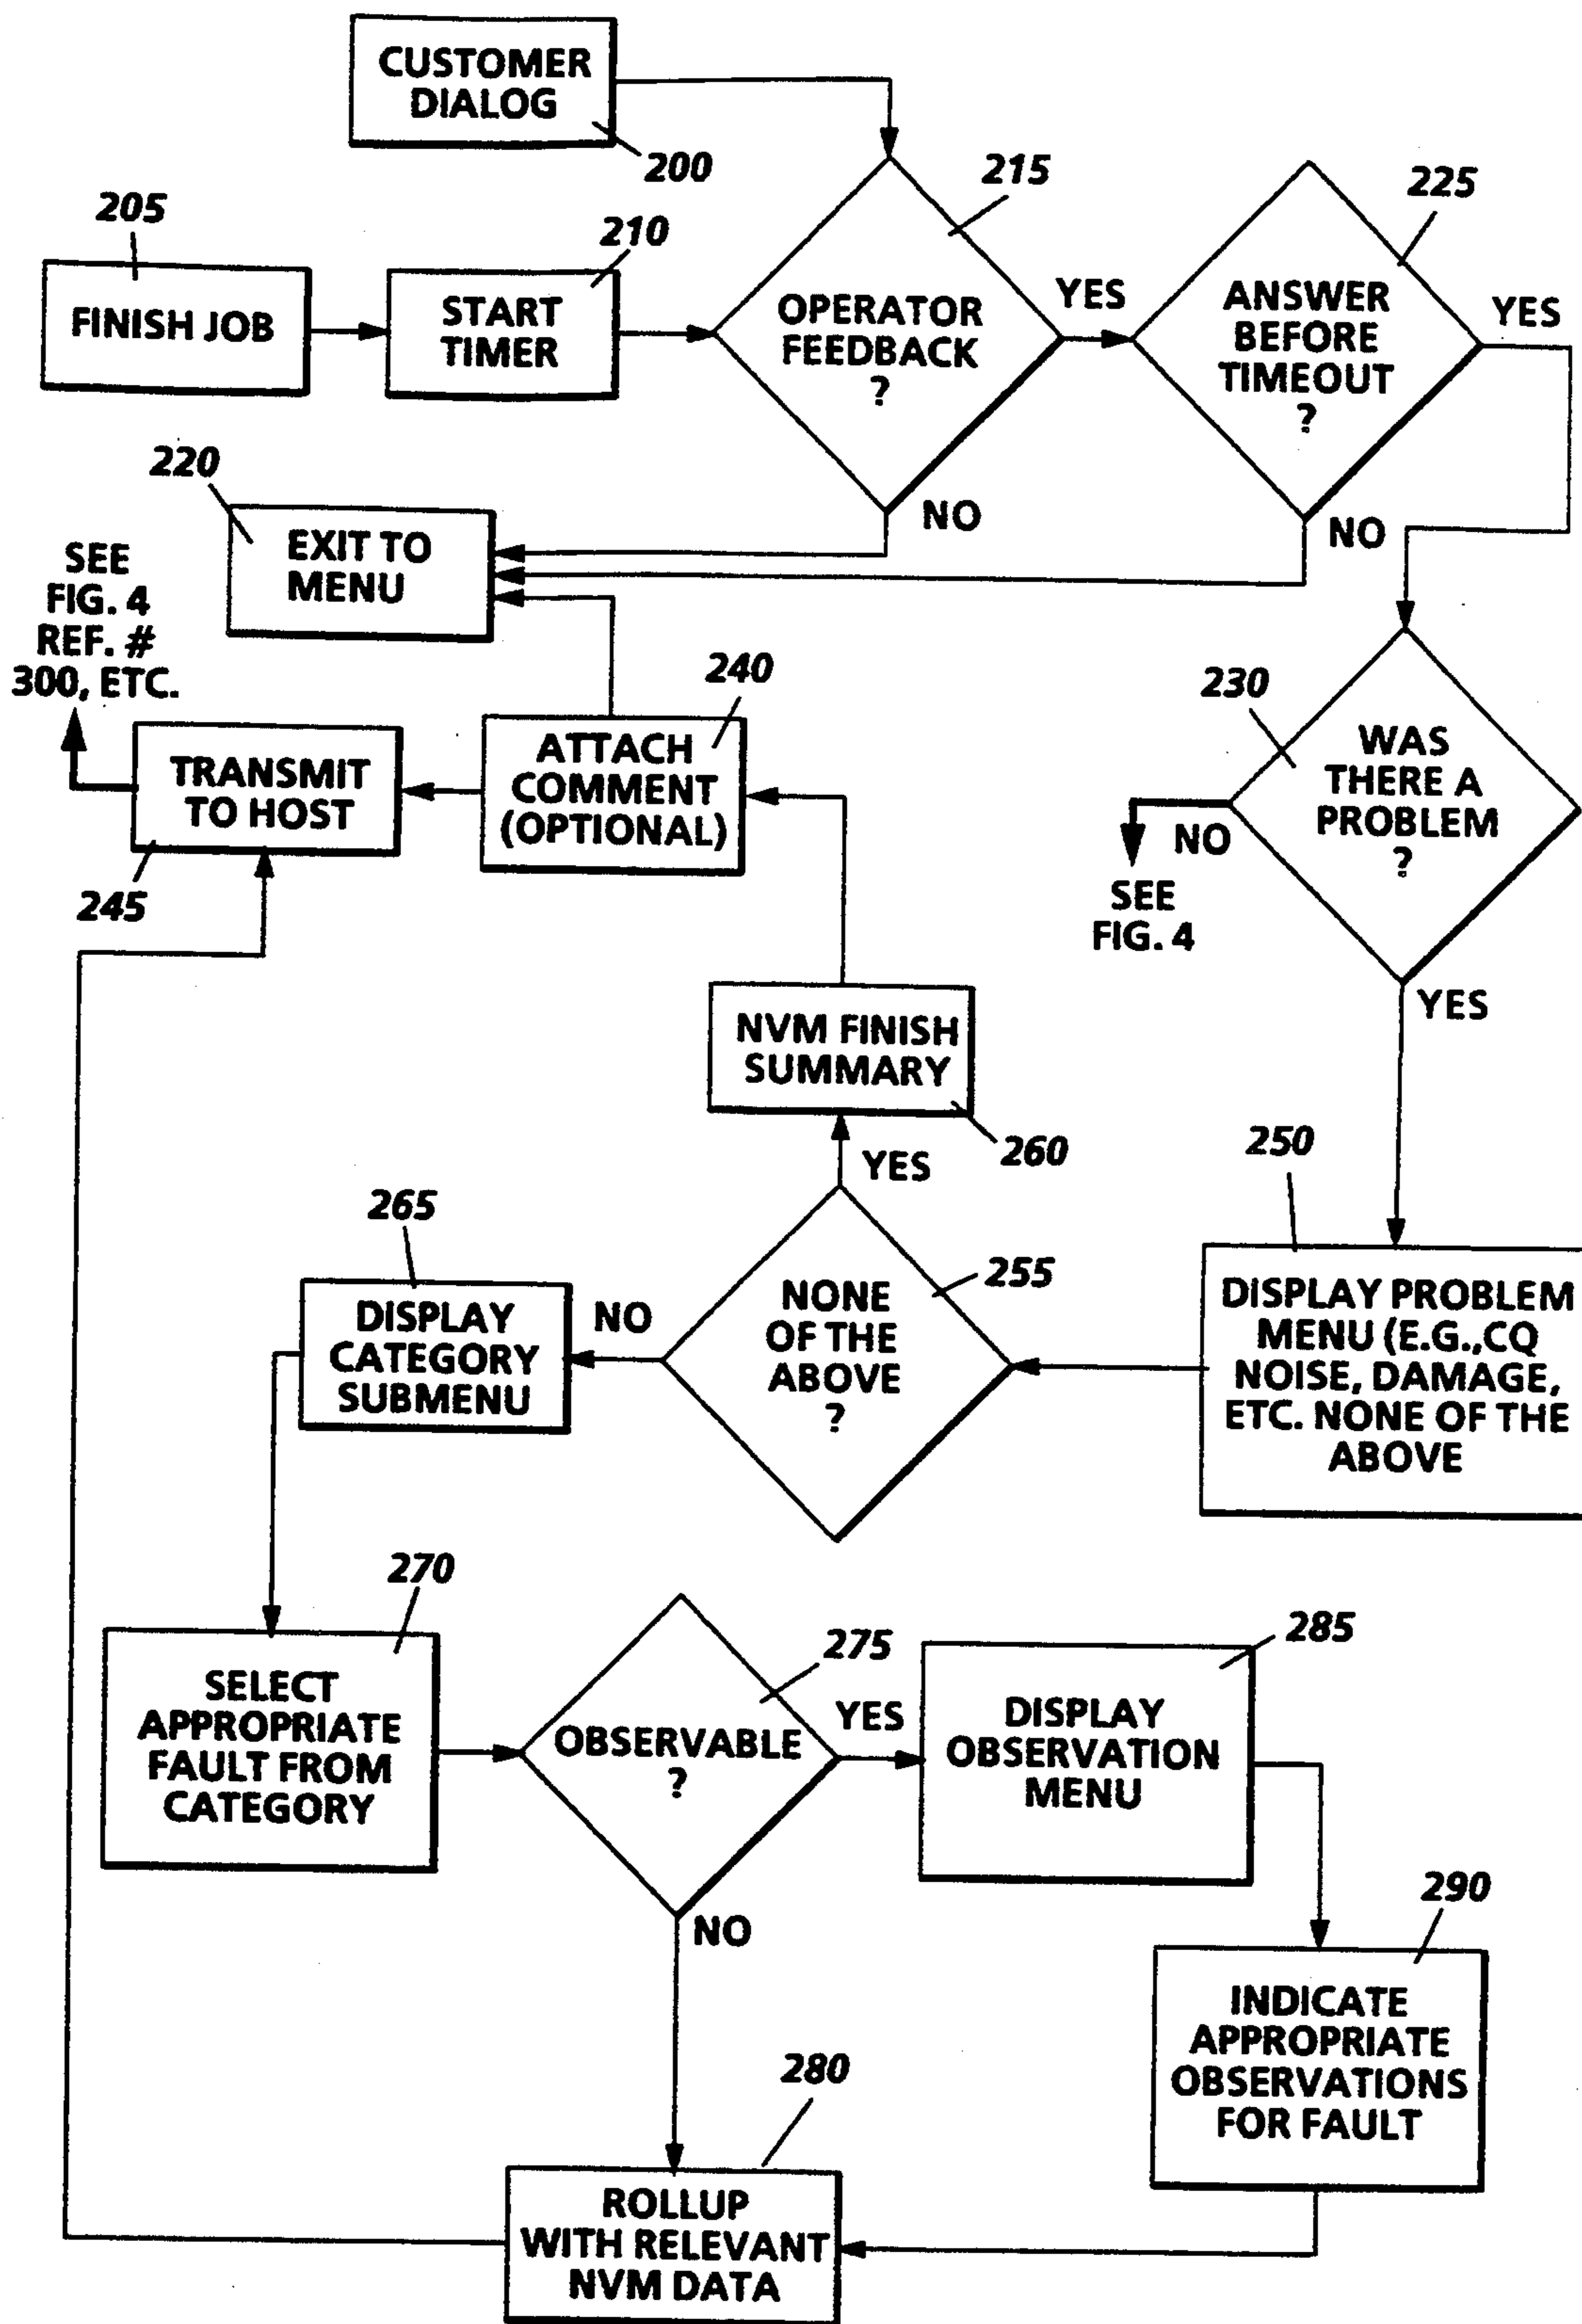 CUSTOMER
DIALOG
200
205
FINISH JOB
210
START
TIMER
215
OPERATOR
FEEDBACK
?
YES
NO
225
ANSWER
BEFORE
TIMEOUT
?
YES
NO
220
EXIT TO
MENU
SEE
FIG. 4
REF. #
300, ETC.
TRANSMIT
TO HOST
245
240
ATTACH
COMMENT
(OPTIONAL)
230
WAS
THERE A
PROBLEM
?
NO
SEE
FIG. 4
YES
NVM FINISH
SUMMARY
260
YES
250
DISPLAY PROBLEM
MENU (E.G.,CQ
NOISE, DAMAGE,
ETC. NONE OF THE
ABOVE
255
NONE
OF THE
ABOVE
?
NO
265
DISPLAY
CATEGORY
SUBMENU
270
SELECT
APPROPRIATE
FAULT FROM
CATEGORY
275
OBSERVABLE
?
YES
NO
285
DISPLAY
OBSERVATION
MENU
290
INDICATE
APPROPRIATE
OBSERVATIONS
FOR FAULT
280
ROLLUP
WITH RELEVANT
NVM DATA